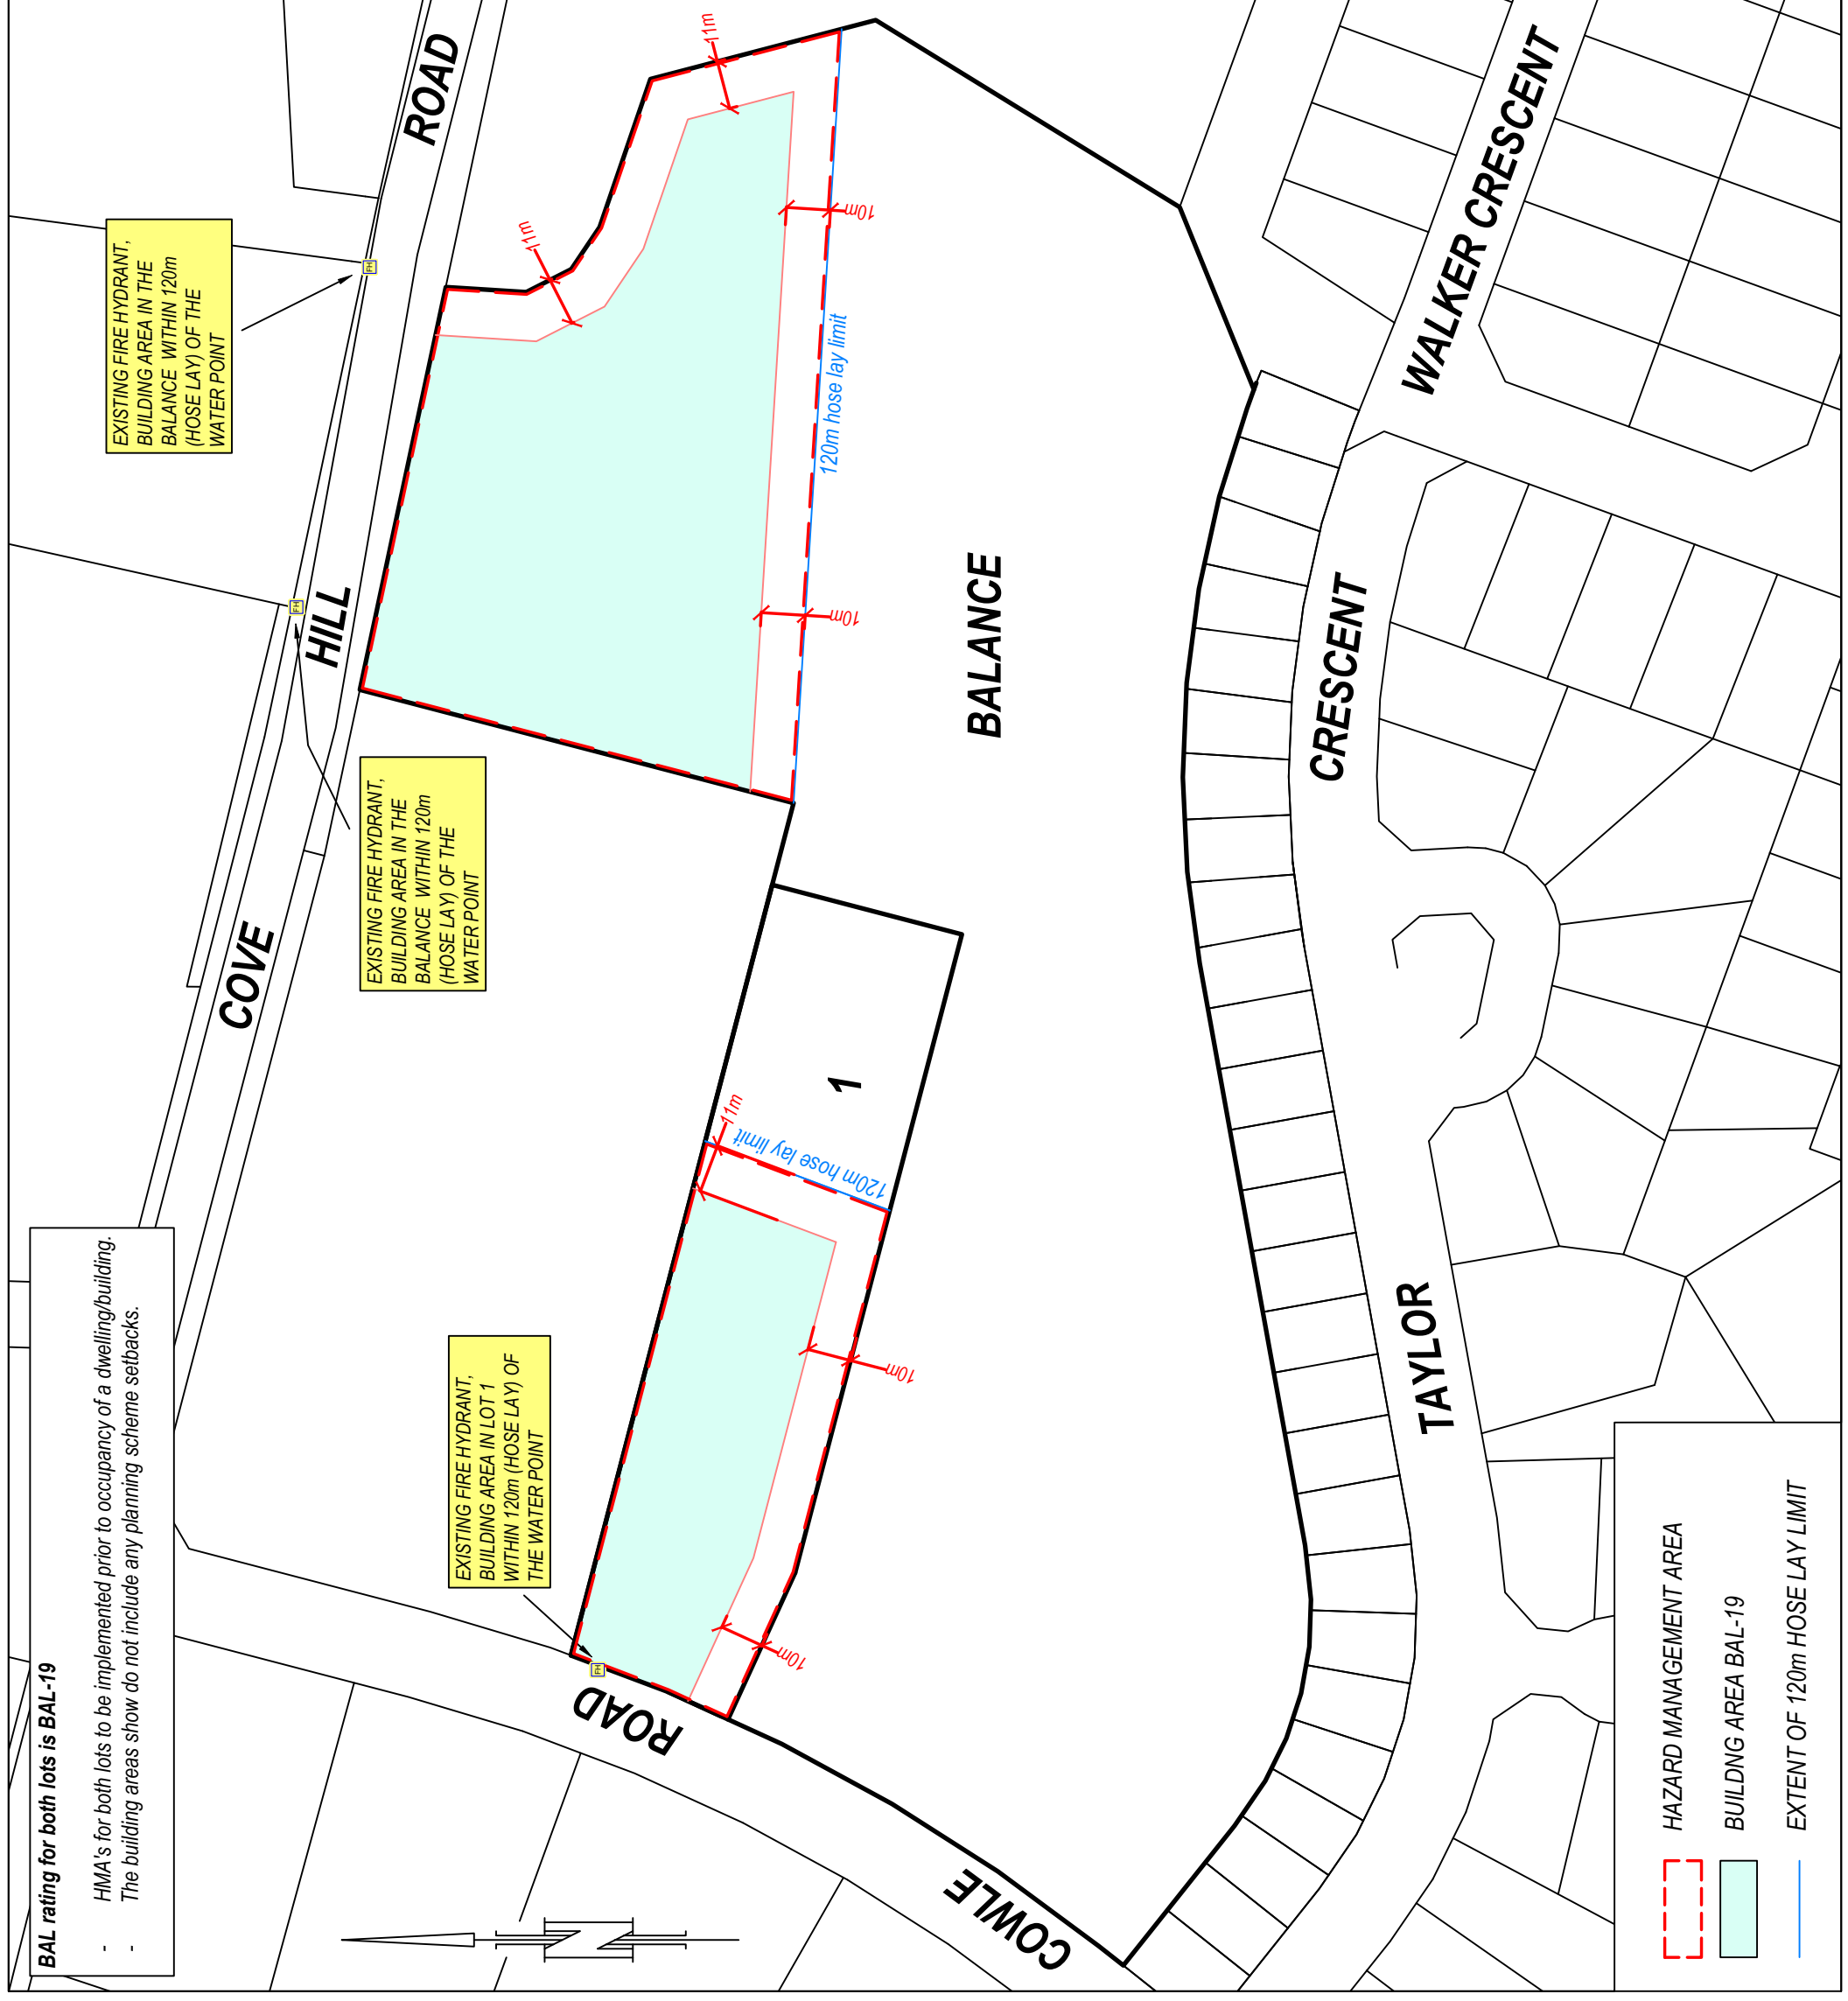 BAL rating for both lots is BAL-19
- HMA's for both lots to be implemented prior to occupancy of a dwelling/building.
- The building areas show do not include any planning scheme setbacks.
EXISTING FIRE HYDRANT,
BUILDING AREA IN LOT 1
WITHIN 120m (HOSE LAY) OF
THE WATER POINT
EXISTING FIRE HYDRANT,
BUILDING AREA IN THE
BALANCE WITHIN 120m
(HOSE LAY) OF THE
WATER POINT
EXISTING FIRE HYDRANT,
BUILDING AREA IN THE
BALANCE WITHIN 120m
(HOSE LAY) OF THE
WATER POINT
FH
FH
FH
COVE
HILL
ROAD
COWLE
ROAD
1
BALANCE
TAYLOR
CRESCENT
WALKER CRESCENT
11m
11m
11m
10m
10m
10m
10m
120m hose lay limit
120m hose lay limit
N
HAZARD MANAGEMENT AREA
BUILDNG AREA BAL-19
EXTENT OF 120m HOSE LAY LIMIT